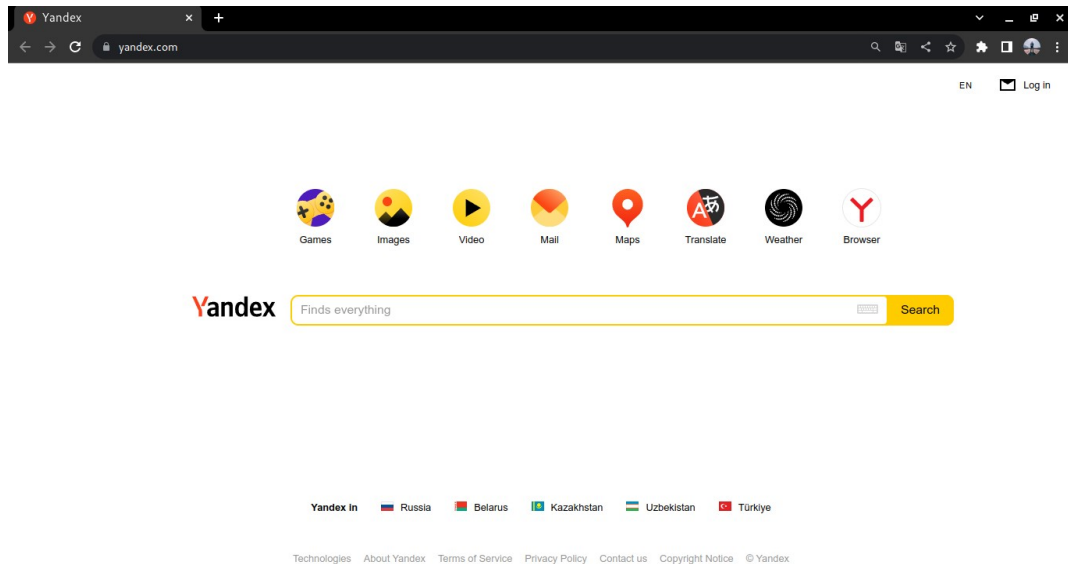 Yandex
yandex.com
EN Log in
Games Images Video Mail Maps Translate Weather Browser
Yandex Finds everything Search
Yandex in Russia Belarus Kazakhstan Uzbekistan Türkiye
Technologies About Yandex Terms of Service Privacy Policy Contact us Copyright Notice © Yandex